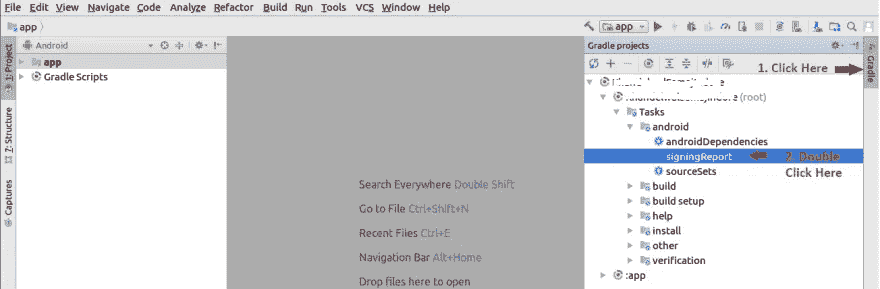 File Edit View Navigate Code Analyze Refactor Build Run Tools VCS Window Help
app
app
Android
Gradle projects
1: Project
app
Gradle Scripts
1. Click Here
Gradle
(root)
Tasks
android
androidDependencies
signingReport
2. Double
Click Here
sourceSets
build
build setup
help
install
other
verification
:app
7: Structure
Captures
Search Everywhere Double Shift
Go to File Ctrl+Shift+N
Recent Files Ctrl+E
Navigation Bar Alt+Home
Drop files here to open